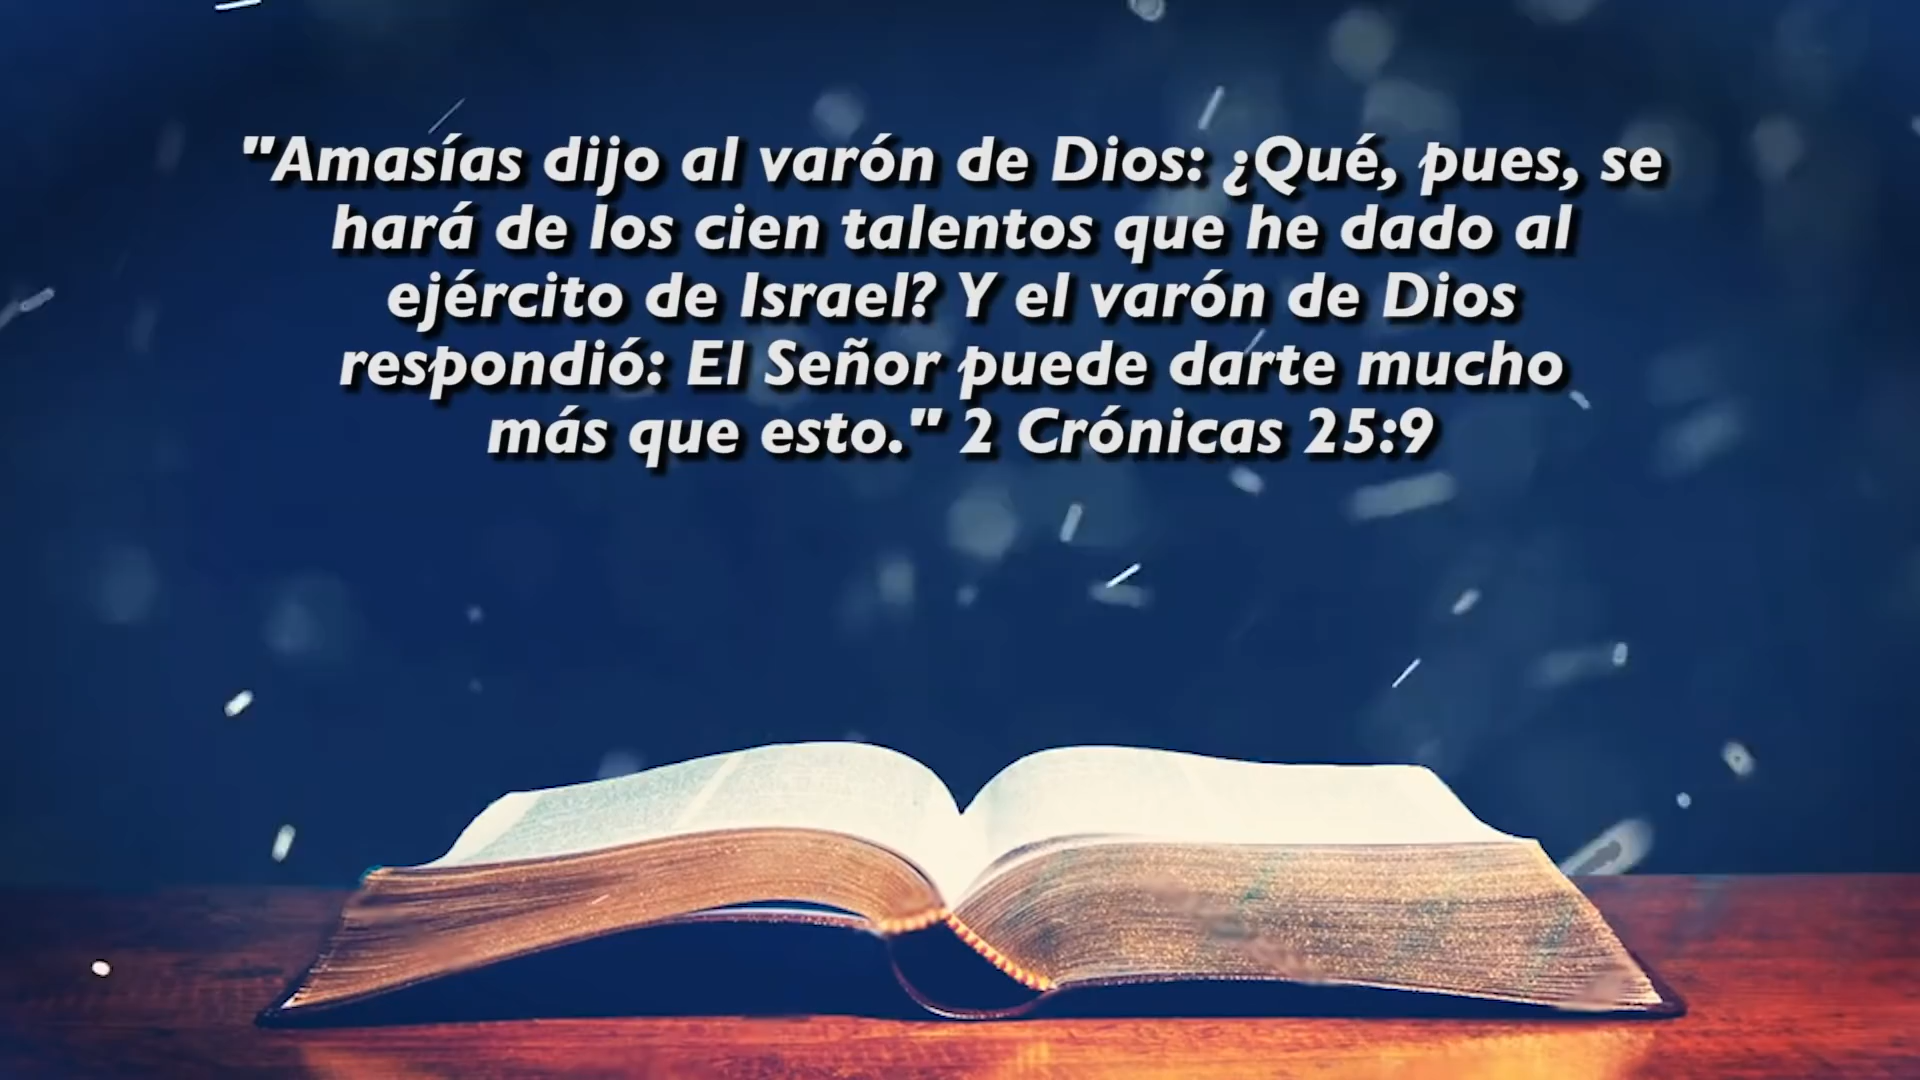 "Amasías dijo al varón de Dios: ¿Qué, pues, se
hará de los cien talentos que he dado al
ejército de Israel? Y el varón de Dios
respondió: El Señor puede darte mucho
más que esto." 2 Crónicas 25:9